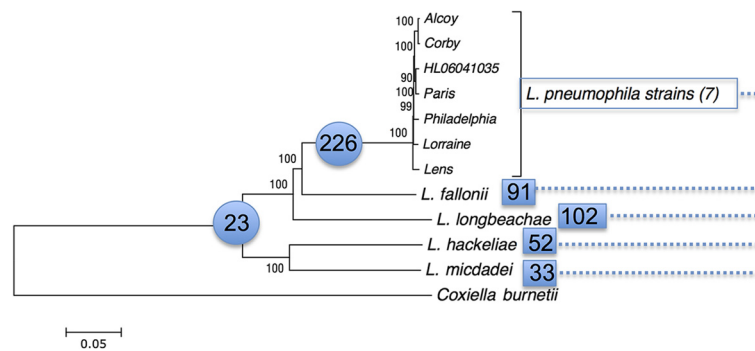 100 Alcoy
100 Corby
HL06041035
90
100 Paris
99
Philadelphia
L. pneumophila strains (7)
100
226
Lorraine
Lens
100
100
L. fallonii 91
23
L. longbeachae 102
L. hackeliae 52
100
L. micdadei 33
Coxiella burnetii
0.05